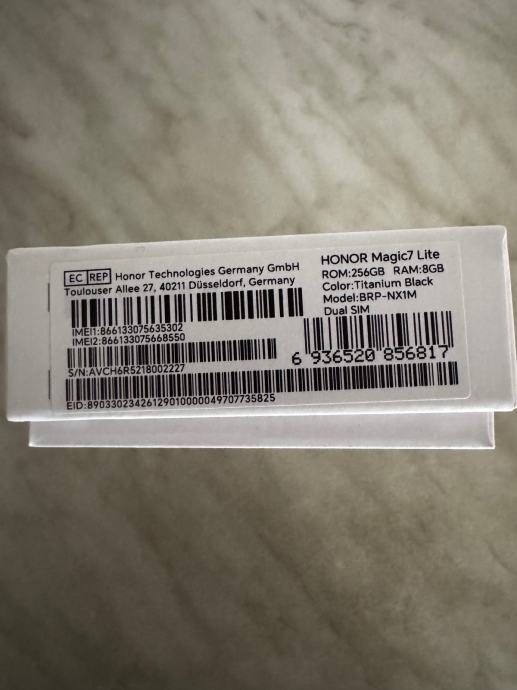 EC REP Honor Technologies Germany GmbH
Toulouser Allee 27, 40211 Düsseldorf, Germany
IMEI1:866133075635302
IMEI2:866133075668550
S/N:AVCH6R5218002227
EID:89033023426129010000049707735825
HONOR Magic7 Lite
ROM:256GB RAM:8GB
Color:Titanium Black
Model:BRP-NX1M
Dual SIM
6 936520 856817